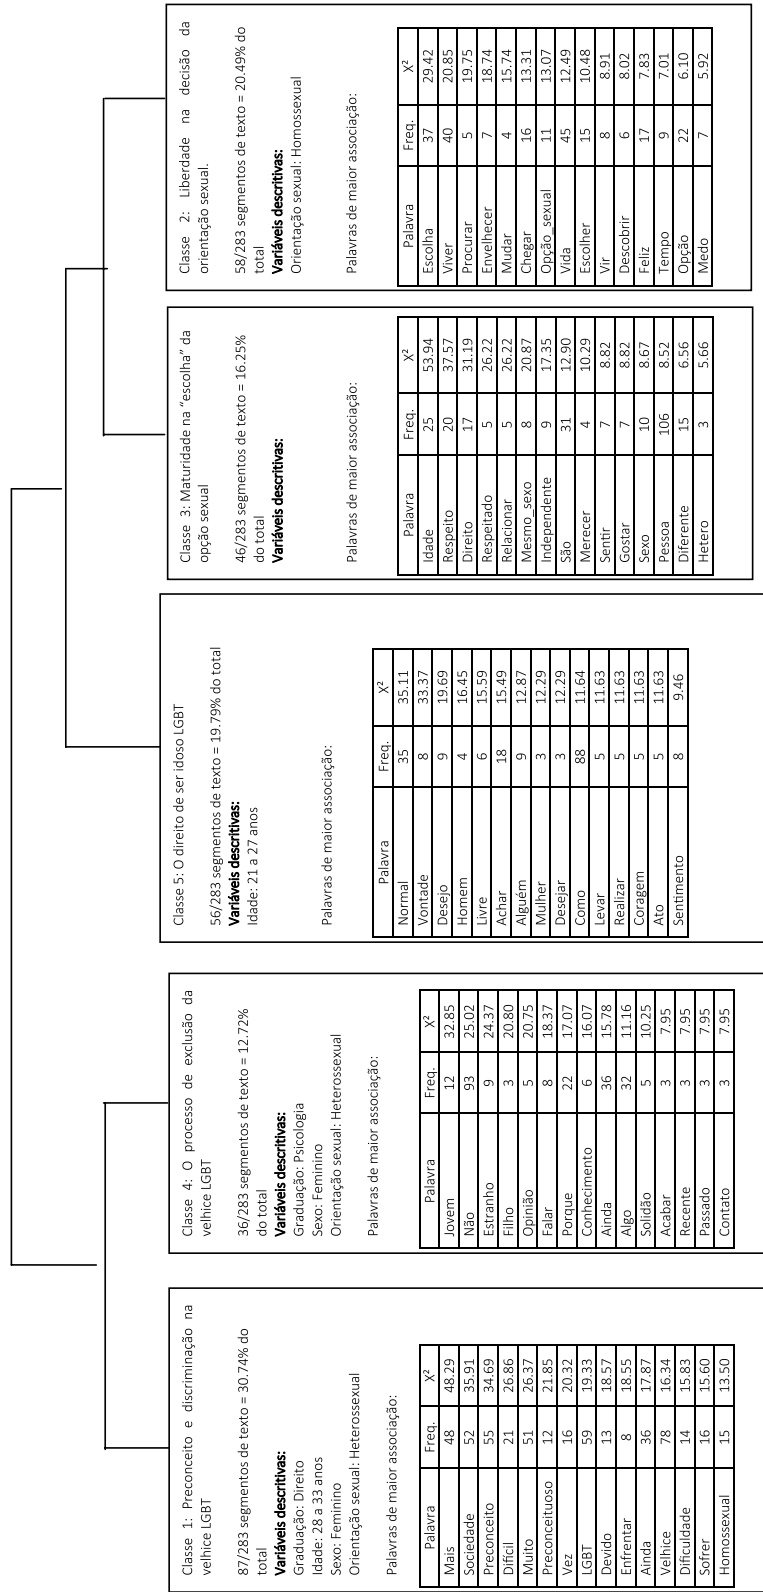 Classe 1: Preconceito e discriminação na
velhice LGBT
87/283 segmentos de texto = 30.74% do
total
Variáveis descritivas:
Graduação: Direito
Idade: 28 a 33 anos
Sexo: Feminino
Orientação sexual: Heterossexual
Palavras de maior associação:
Palavra Freq. X²
Mais 48 48.29
Sociedade 52 35.91
Preconceito 55 34.69
Difícil 21 26.86
Muito 51 26.37
Preconceituoso 12 21.85
Vez 16 20.32
LGBT 59 19.33
Devido 13 18.57
Enfrentar 8 18.55
Ainda 36 17.87
Velhice 78 16.34
Dificuldade 14 15.83
Sofrer 16 15.60
Homossexual 15 13.50
Classe 4: O processo de exclusão da
velhice LGBT
36/283 segmentos de texto = 12.72%
do total
Variáveis descritivas:
Graduação: Psicologia
Sexo: Feminino
Orientação sexual: Heterossexual
Palavras de maior associação:
Palavra Freq. X²
Jovem 12 32.85
Não 93 25.02
Estranho 9 24.37
Filho 3 20.80
Opinião 5 20.75
Falar 8 18.37
Porque 22 17.07
Conhecimento 6 16.07
Ainda 36 15.78
Algo 32 11.16
Solidão 5 10.25
Acabar 3 7.95
Recente 3 7.95
Passado 3 7.95
Contato 3 7.95
Classe 5: O direito de ser idoso LGBT
56/283 segmentos de texto = 19.79% do total
Variáveis descritivas:
Idade: 21 a 27 anos
Palavras de maior associação:
Palavra Freq. X²
Normal 35 35.11
Vontade 8 33.37
Desejo 9 19.69
Homem 4 16.45
Livre 6 15.59
Achar 18 15.49
Alguém 9 12.87
Mulher 3 12.29
Desejar 3 12.29
Como 88 11.64
Levar 5 11.63
Realizar 5 11.63
Coragem 5 11.63
Ato 5 11.63
Sentimento 8 9.46
Classe 3: Maturidade na “escolha” da
opção sexual
46/283 segmentos de texto = 16.25%
do total
Variáveis descritivas:
Palavras de maior associação:
Palavra Freq. X²
Idade 25 53.94
Respeito 20 37.57
Direito 17 31.19
Respeitado 5 26.22
Relacionar 5 26.22
Mesmo_sexo 8 20.87
Independente 9 17.35
São 31 12.90
Merecer 4 10.29
Sentir 7 8.82
Gostar 7 8.82
Sexo 10 8.67
Pessoa 106 8.52
Diferente 15 6.56
Hetero 3 5.66
Classe 2: Liberdade na decisão da
orientação sexual.
58/283 segmentos de texto = 20.49% do
total
Variáveis descritivas:
Orientação sexual: Homossexual
Palavras de maior associação:
Palavra Freq. X²
Escolha 37 29.42
Viver 40 20.85
Procurar 5 19.75
Envelhecer 7 18.74
Mudar 4 15.74
Chegar 16 13.31
Opção_sexual 11 13.07
Vida 45 12.49
Escolher 15 10.48
Vir 8 8.91
Descobrir 6 8.02
Feliz 17 7.83
Tempo 9 7.01
Opção 22 6.10
Medo 7 5.92